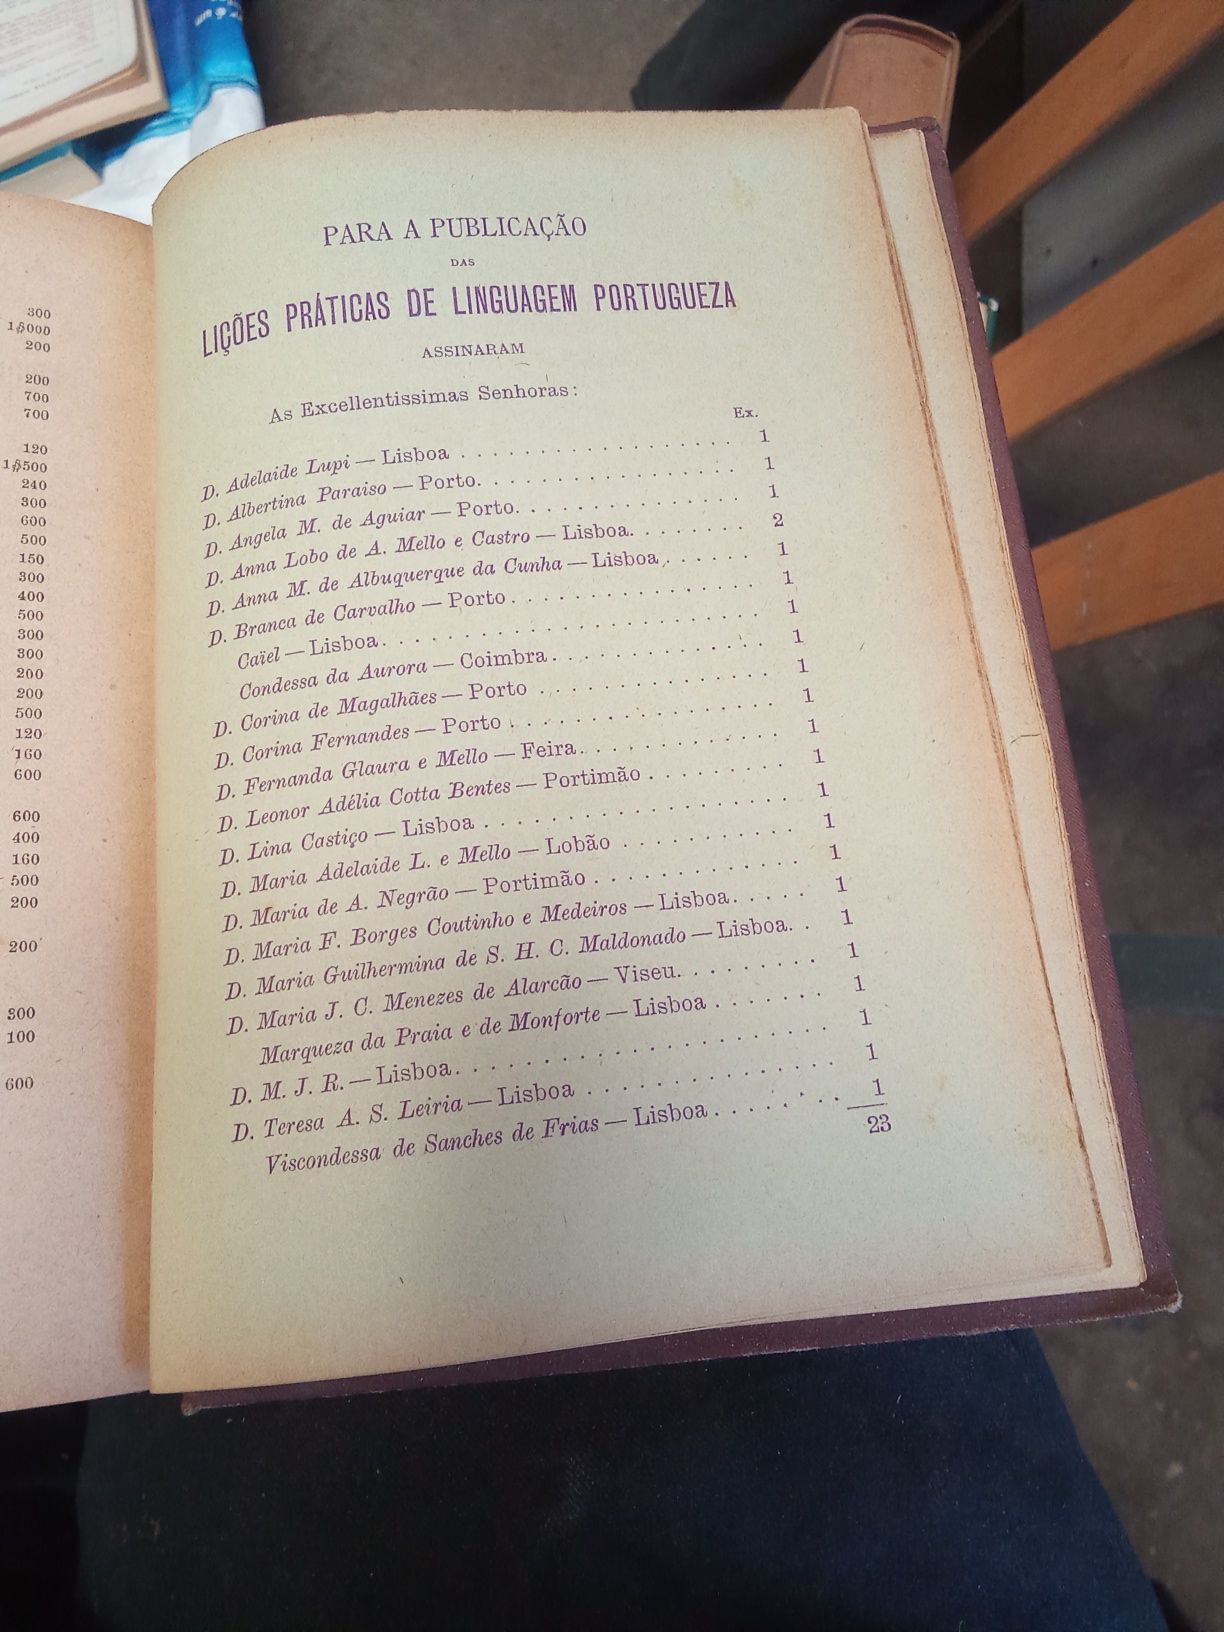 300
1$000
200
200
700
700
120
1$500
240
300
600
500
150
300
400
500
300
300
200
200
500
120
160
600
600
400
160
500
200
200
300
100
600
PARA A PUBLICAÇÃO
DAS
LIÇÕES PRÁTICAS DE LINGUAGEM PORTUGUEZA
ASSINARAM
As Excellentissimas Senhoras:
Ex.
D. Adelaide Lupi — Lisboa . . . . . . . . . . . . . . . . . . 1
D. Albertina Paraiso — Porto. . . . . . . . . . . . . . . . . 1
D. Angela M. de Aguiar — Porto. . . . . . . . . . . . . . . 1
D. Anna Lobo de A. Mello e Castro — Lisboa. . . . . . . . 2
D. Anna M. de Albuquerque da Cunha — Lisboa . . . . . . 1
D. Branca de Carvalho — Porto . . . . . . . . . . . . . . . 1
Caïel — Lisboa. . . . . . . . . . . . . . . . . . . . . . . . 1
Condessa da Aurora — Coimbra. . . . . . . . . . . . . . . 1
D. Corina de Magalhães — Porto . . . . . . . . . . . . . . 1
D. Corina Fernandes — Porto . . . . . . . . . . . . . . . . 1
D. Fernanda Glaura e Mello — Feira. . . . . . . . . . . . . 1
D. Leonor Adélia Cotta Bentes — Portimão . . . . . . . . . 1
D. Lina Castiço — Lisboa . . . . . . . . . . . . . . . . . . 1
D. Maria Adelaide L. e Mello — Lobão . . . . . . . . . . . 1
D. Maria de A. Negrão — Portimão . . . . . . . . . . . . . 1
D. Maria F. Borges Coutinho e Medeiros — Lisboa. . . . . 1
D. Maria Guilhermina de S. H. C. Maldonado — Lisboa. . 1
D. Maria J. C. Menezes de Alarcão — Viseu. . . . . . . . . 1
Marqueza da Praia e de Monforte — Lisboa . . . . . . . . 1
D. M. J. R. — Lisboa. . . . . . . . . . . . . . . . . . . . . 1
D. Teresa A. S. Leiria — Lisboa . . . . . . . . . . . . . . . 1
Viscondessa de Sanches de Frias — Lisboa . . . . . . . . 1
23